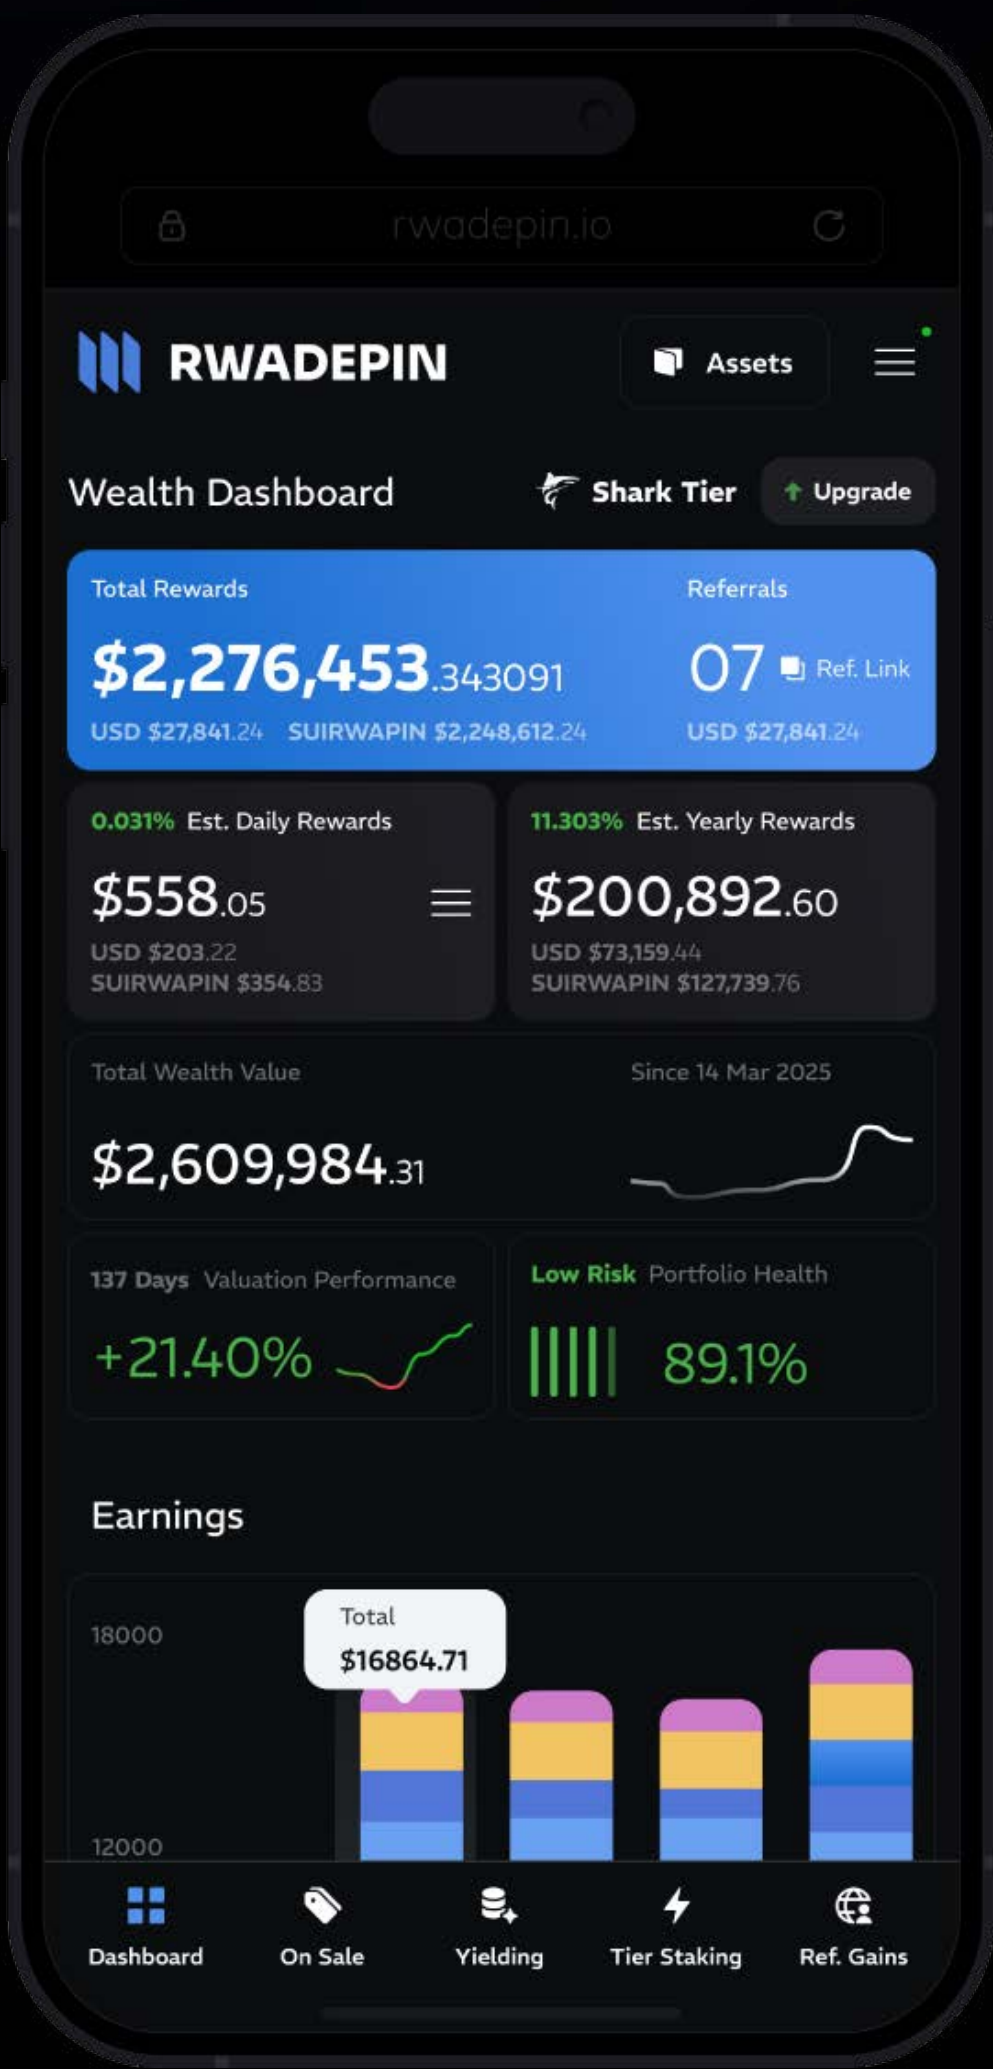 rwadepin.io
RWADEPIN
Assets
Wealth Dashboard
Shark Tier
Upgrade
Total Rewards
Referrals
$2,276,453.343091
07
Ref. Link
USD $27,841.24 SUIRWAPIN $2,248,612.24
USD $27,841.24
0.031% Est. Daily Rewards
11.303% Est. Yearly Rewards
$558.05
$200,892.60
USD $203.22
USD $73,159.44
SUIRWAPIN $354.83
SUIRWAPIN $127,739.76
Total Wealth Value
Since 14 Mar 2025
$2,609,984.31
137 Days Valuation Performance
Low Risk Portfolio Health
+21.40%
89.1%
Earnings
18000
Total
$16864.71
12000
Dashboard
On Sale
Yielding
Tier Staking
Ref. Gains